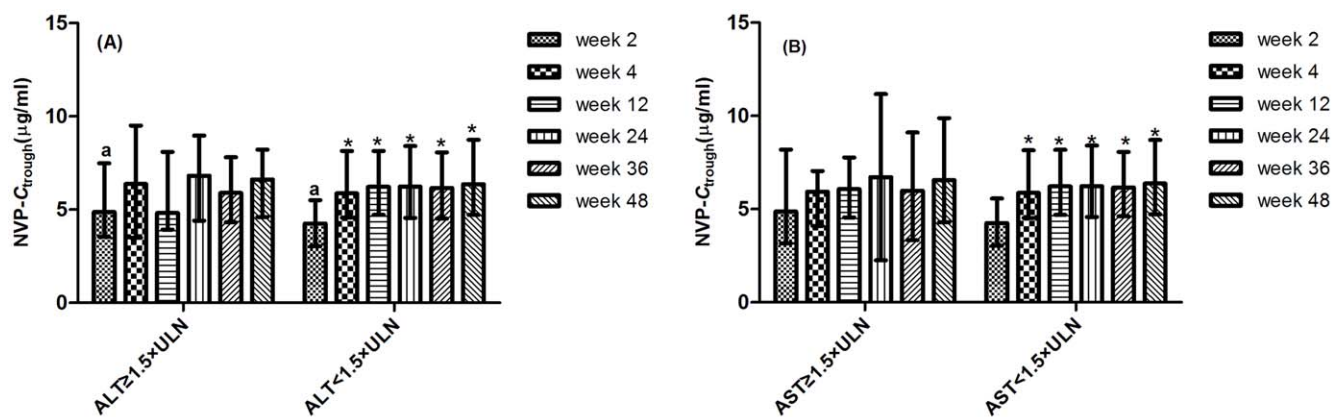 (A)
NVP-Ctrough(μg/ml)
15
10
5
0
a
a
* * * * *
ALT≥1.5×ULN
ALT<1.5×ULN
week 2
week 4
week 12
week 24
week 36
week 48
(B)
NVP-Ctrough(μg/ml)
15
10
5
0
* * * * *
AST≥1.5×ULN
AST<1.5×ULN
week 2
week 4
week 12
week 24
week 36
week 48